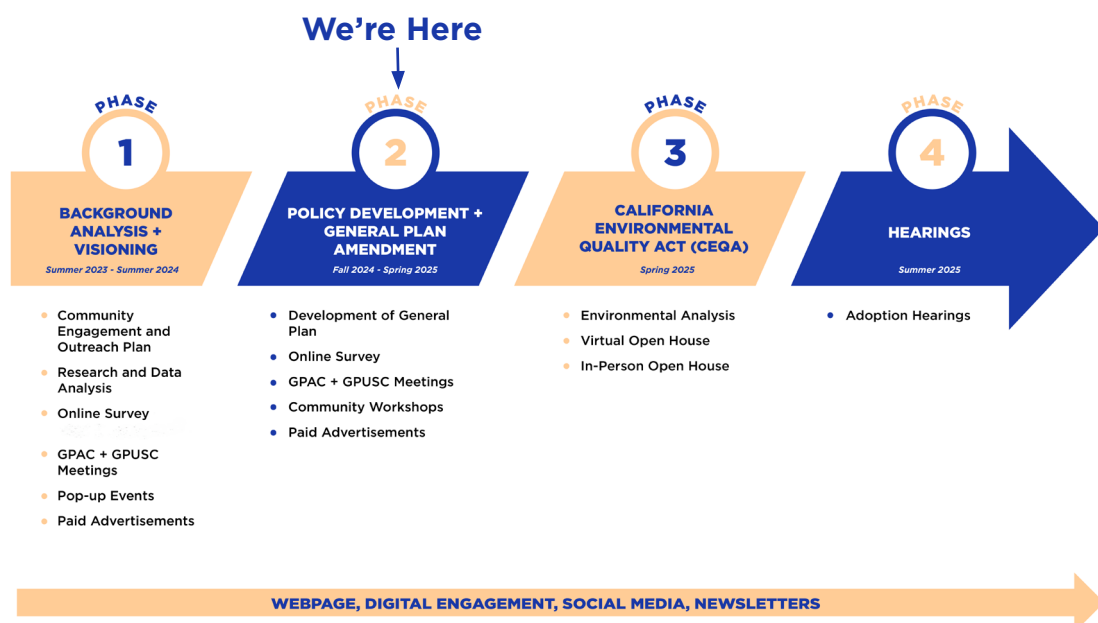 We're Here
PHASE
1
BACKGROUND
ANALYSIS +
VISIONING
Summer 2023 - Summer 2024
Community
Engagement and
Outreach Plan
Research and Data
Analysis
Online Survey
GPAC + GPUSC
Meetings
Pop-up Events
Paid Advertisements
PHASE
2
POLICY DEVELOPMENT +
GENERAL PLAN
AMENDMENT
Fall 2024 - Spring 2025
Development of General
Plan
Online Survey
GPAC + GPUSC Meetings
Community Workshops
Paid Advertisements
PHASE
3
CALIFORNIA
ENVIRONMENTAL
QUALITY ACT (CEQA)
Spring 2025
Environmental Analysis
Virtual Open House
In-Person Open House
PHASE
4
HEARINGS
Summer 2025
Adoption Hearings
WEBPAGE, DIGITAL ENGAGEMENT, SOCIAL MEDIA, NEWSLETTERS